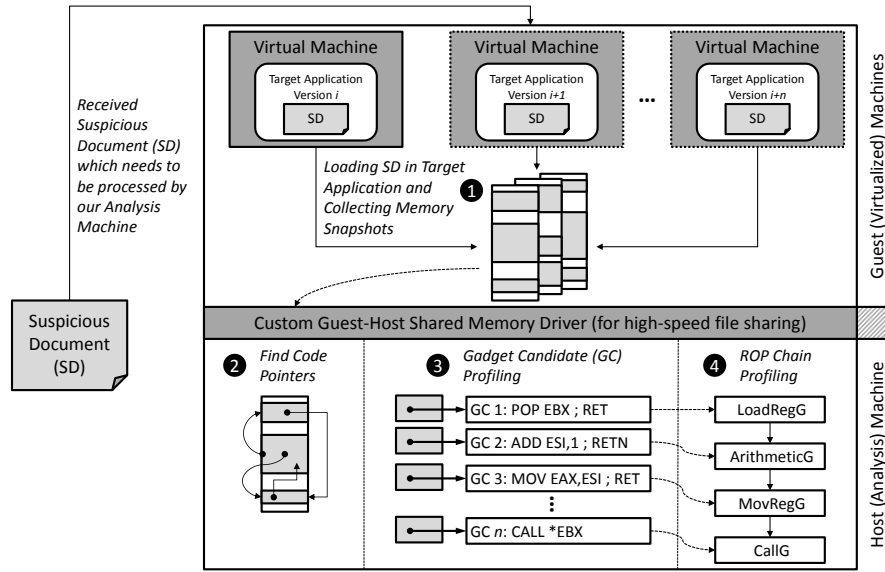 Virtual Machine
Target Application
Version i
SD
Virtual Machine
Target Application
Version i+1
SD
...
Virtual Machine
Target Application
Version i+n
SD
Guest (Virtualized) Machines
Received
Suspicious
Document (SD)
which needs to
be processed by
our Analysis
Machine
Loading SD in Target
Application and
Collecting Memory
Snapshots
1
Suspicious
Document
(SD)
Custom Guest-Host Shared Memory Driver (for high-speed file sharing)
2
Find Code
Pointers
3
Gadget Candidate (GC)
Profiling
GC 1: POP EBX ; RET
GC 2: ADD ESI,1 ; RETN
GC 3: MOV EAX,ESI ; RET
...
GC n: CALL *EBX
4
ROP Chain
Profiling
LoadRegG
ArithmeticG
MovRegG
CallG
Host (Analysis) Machine